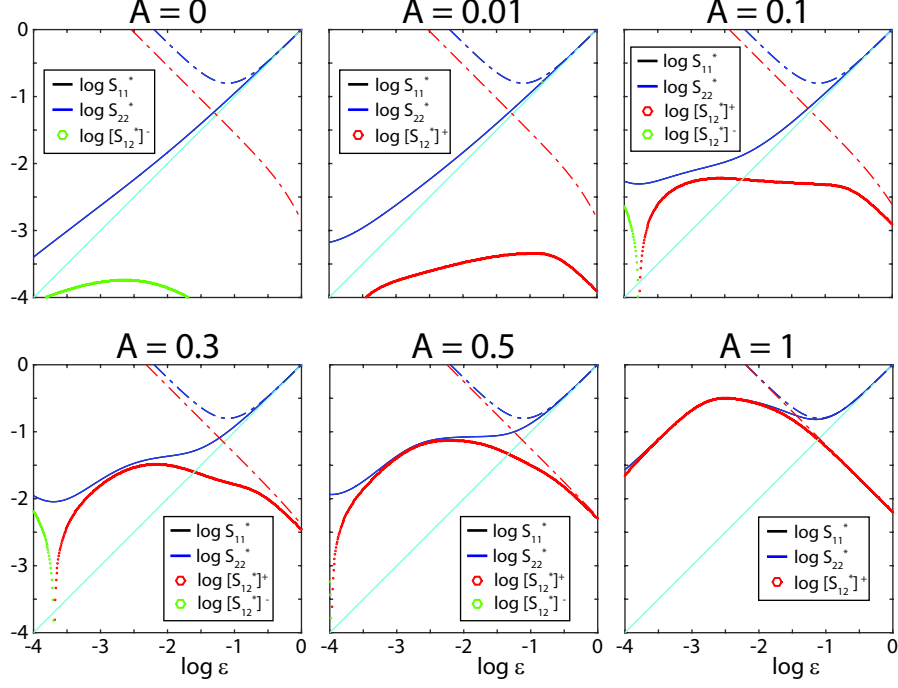 A = 0
A = 0.01
A = 0.1
0
-1
-2
-3
-4
log S11*
log S22*
log [S12*]-
log S11*
log S22*
log [S12*]+
log S11*
log S22*
log [S12*]+
log [S12*]-
A = 0.3
A = 0.5
A = 1
0
-1
-2
-3
-4
log S11*
log S22*
log [S12*]+
log [S12*]-
log S11*
log S22*
log [S12*]+
log [S12*]-
log S11*
log S22*
log [S12*]+
-4 -3 -2 -1 0
-4 -3 -2 -1 0
-4 -3 -2 -1 0
log ε
log ε
log ε